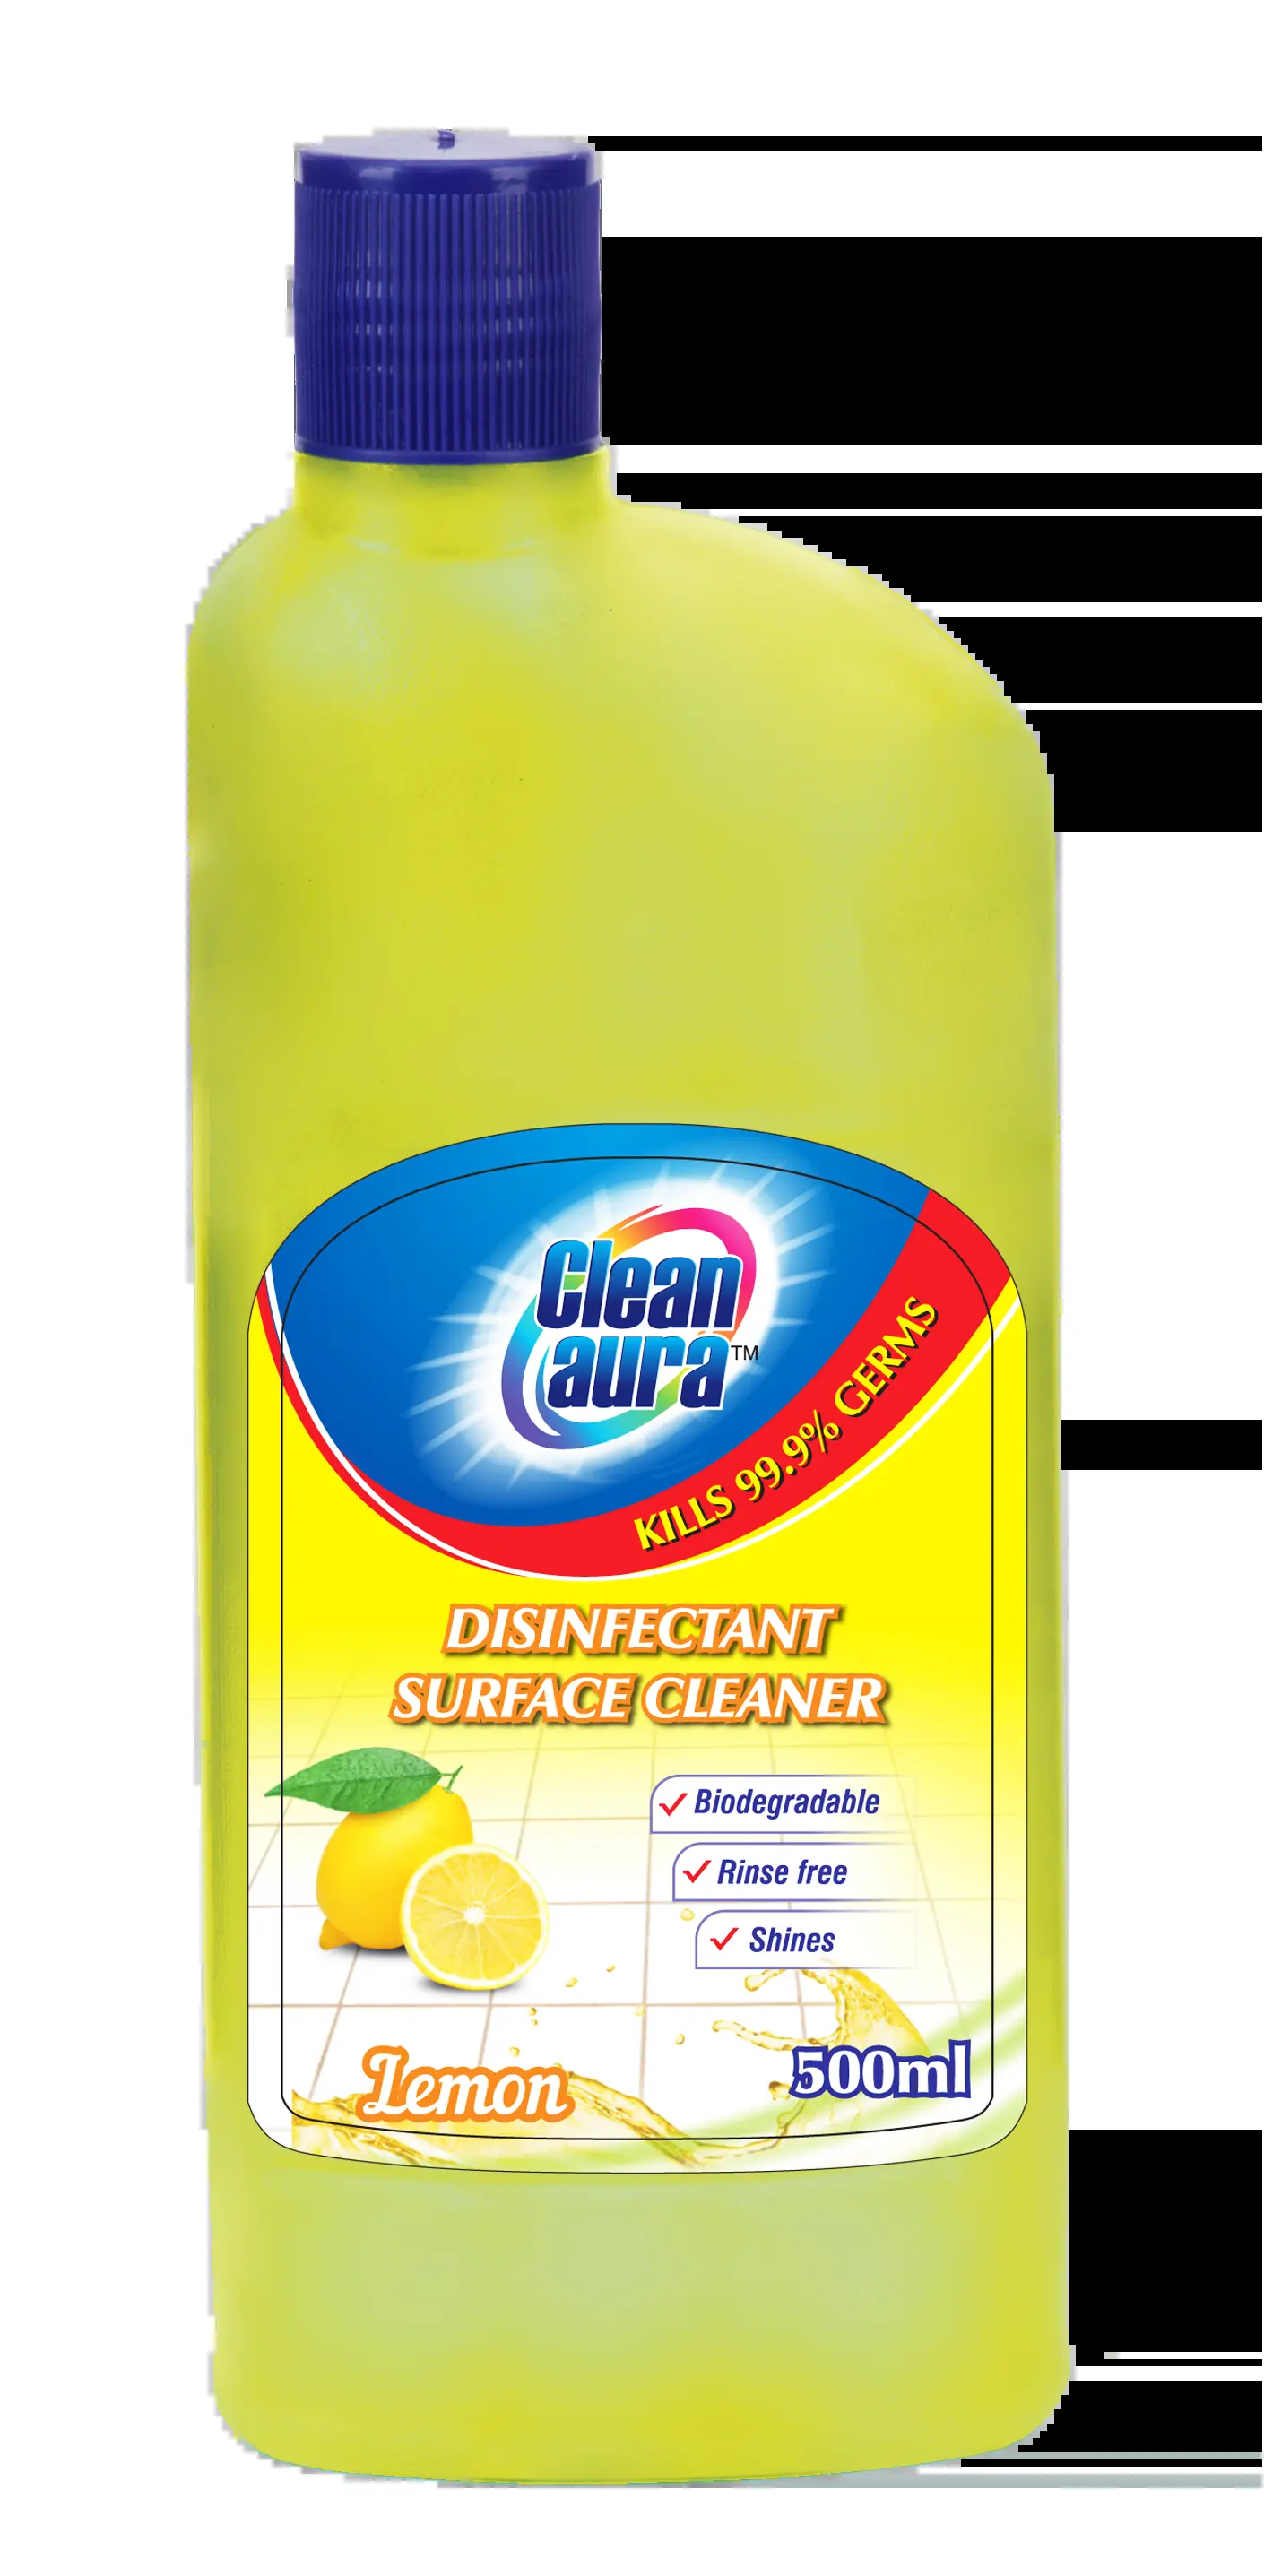 Clean
aura™
KILLS 99.9% GERMS
DISINFECTANT
SURFACE CLEANER
Biodegradable
Rinse free
Shines
Lemon
500ml